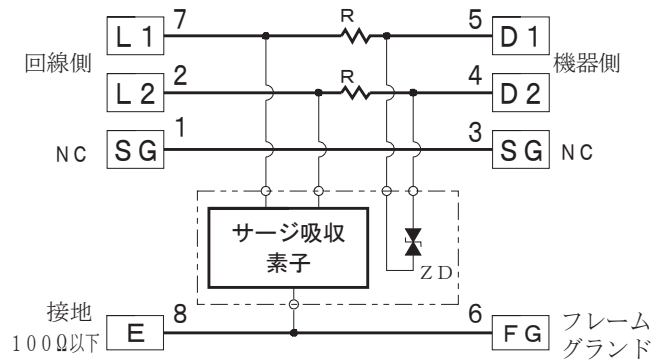 7 R 5
L1 D1
回線側 機器側
2 R 4
L2 D2
1 3
NC SG SG NC
サージ吸収
素子
ZD
接地 8 6 フレーム
100Ω以下 E FG グランド